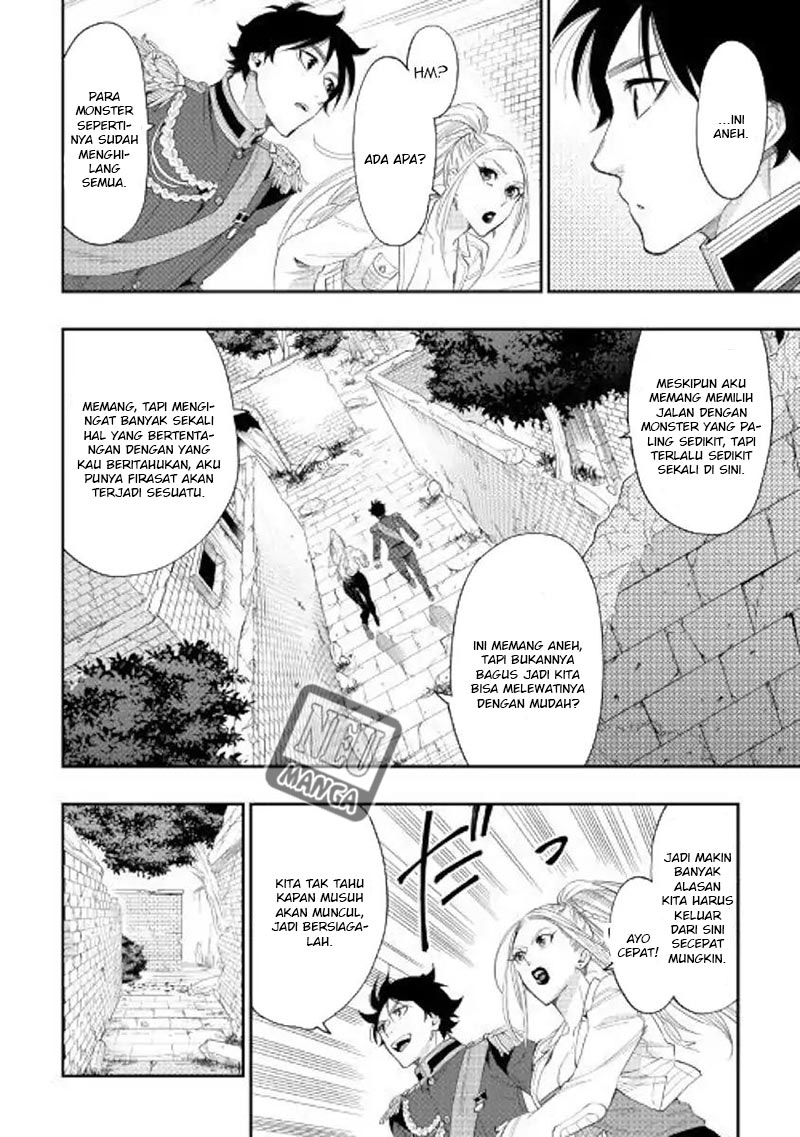 ...INI
ANEH.
HM?
ADA APA?
PARA
MONSTER
SEPERTI-
NYA SUDAH
MENGHI-
LANG
SEMUA.
MESKIPUN AKU
MEMANG MEMILIH
JALAN DENGAN
MONSTER YANG PA-
LING SEDIKIT, TAPI
TERLALU SEDIKIT
SEKALI DI SINI.
INI MEMANG ANEH,
TAPI BUKANNYA
BAGUS JADI KITA
BISA MELEWATINYA
DENGAN MUDAH?
MEMANG, TAPI MENGI-
NGAT BANYAK SEKALI
HAL YANG BERTENTA-
NGAN DENGAN YANG
KAU BERITAHUKAN, AKU
PUNYA FIRASAT AKAN
TERJADI SESUATU.
NEU
MANGA
JADI MAKIN
BANYAK
ALASAN
KITA HARUS
KELUAR
DARI SINI
SECEPAT
MUNGKIN.
AYO
CEPAT!
KITA TAK TAHU
KAPAN MUSUH
AKAN MUNCUL,
JADI BERSIAGA-
LAH.